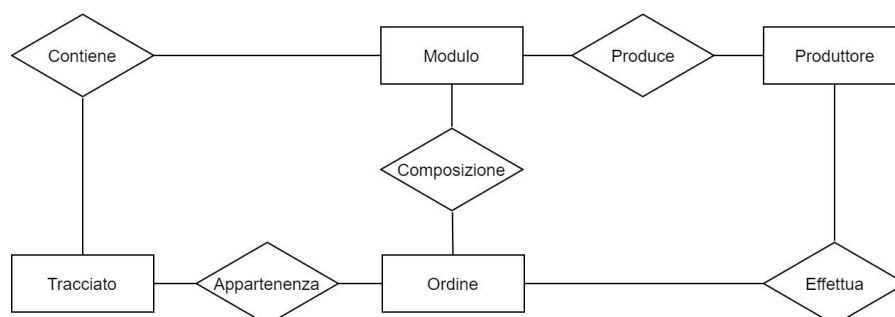 Contiene
Modulo
Produce
Produttore
Composizione
Tracciato
Appartenenza
Ordine
Effettua